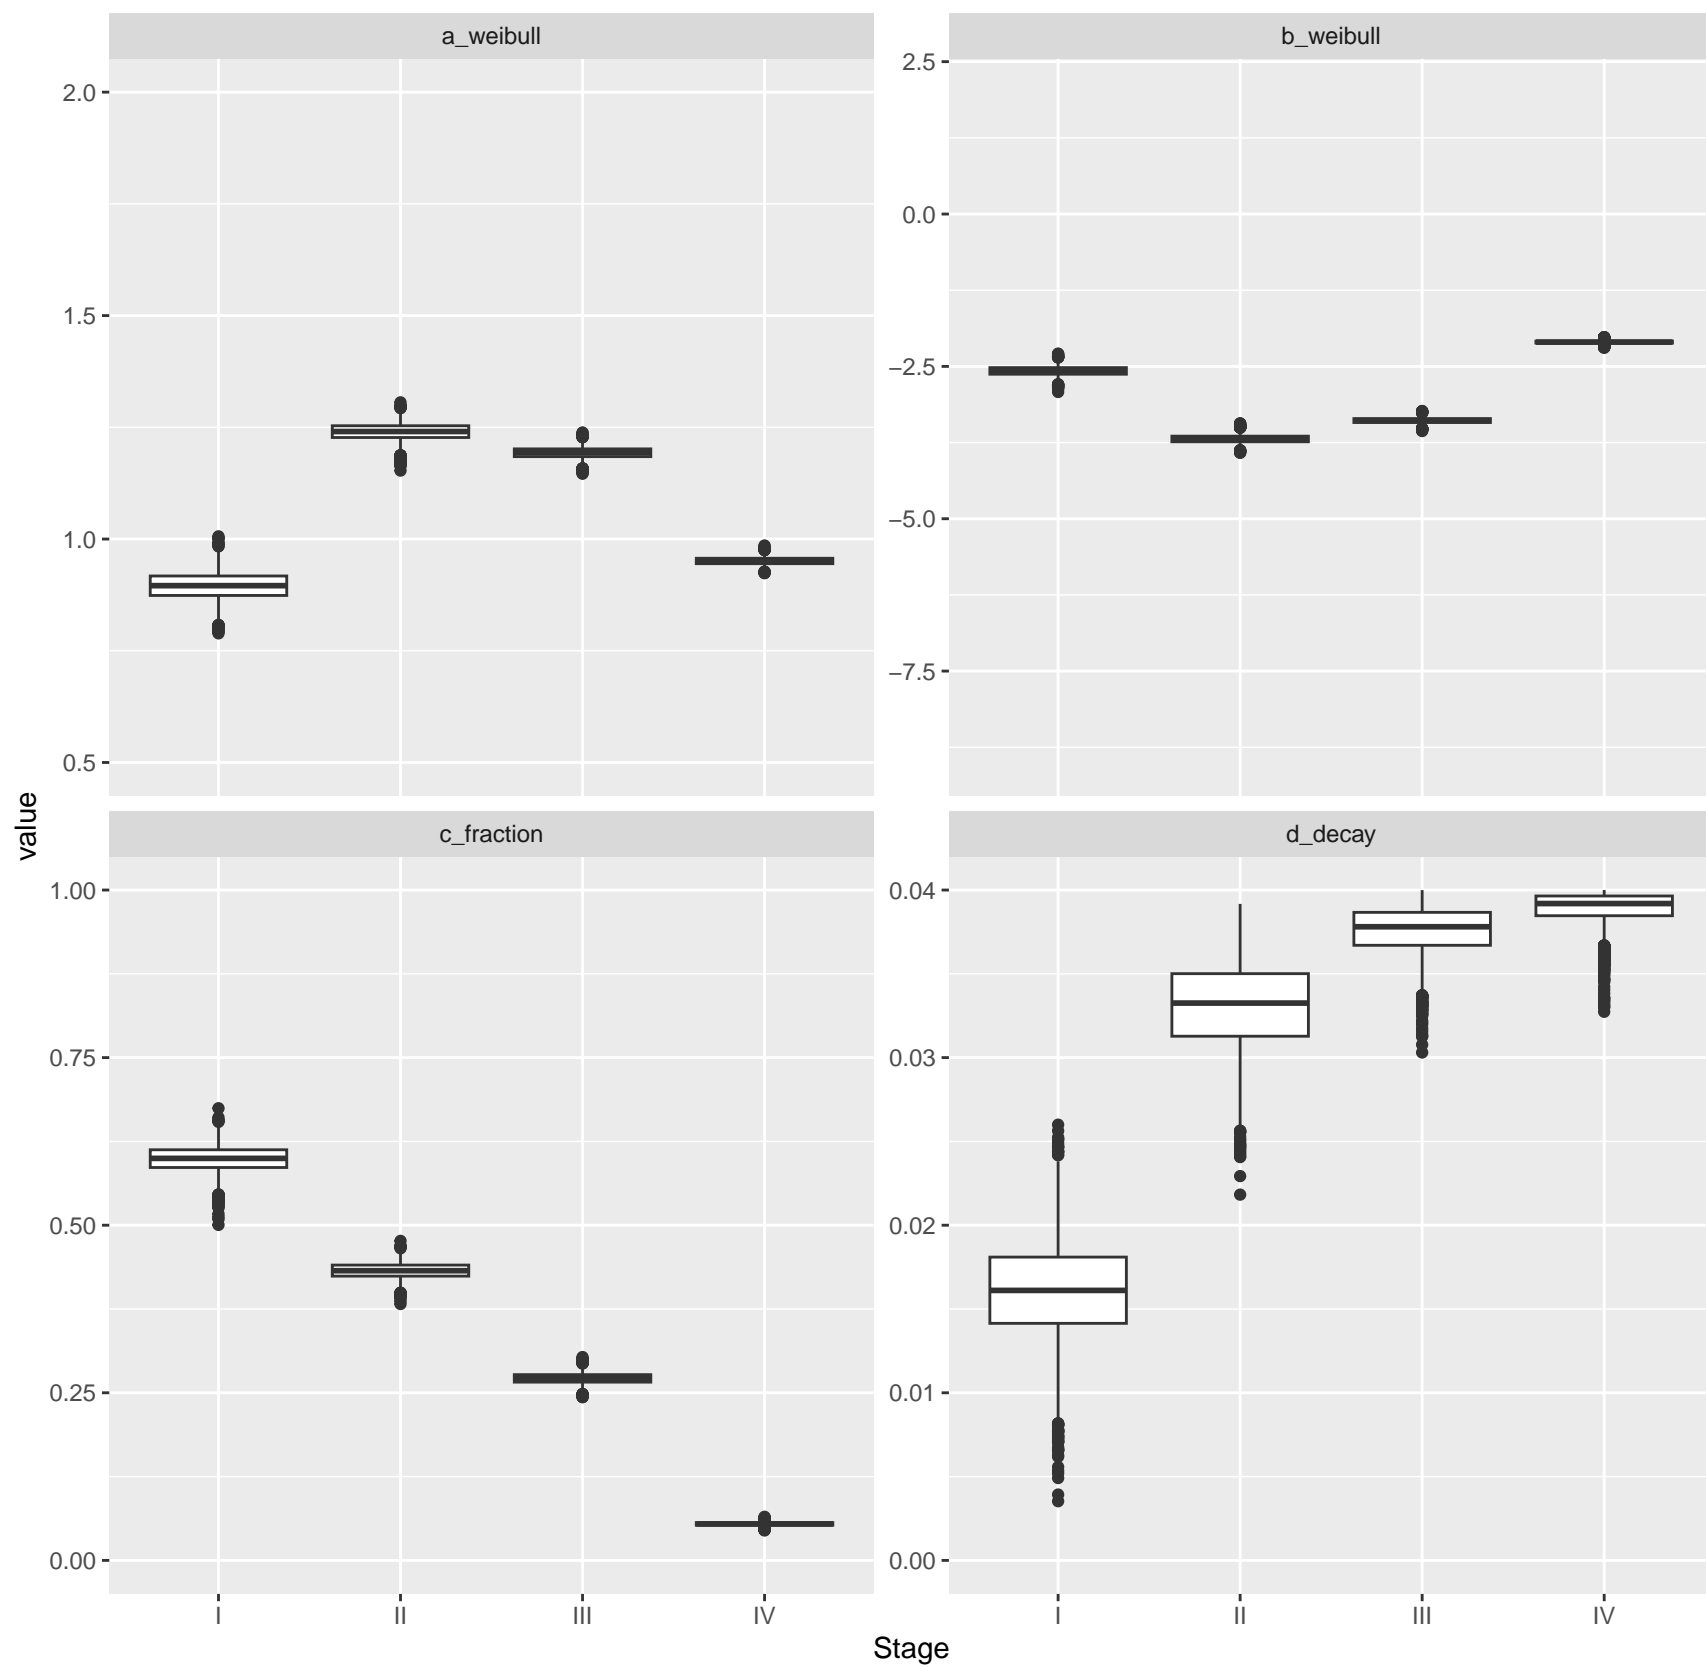 a_weibull
b_weibull
2.0
1.5
1.0
0.5
2.5
0.0
−2.5
−5.0
−7.5
value
c_fraction
d_decay
1.00
0.75
0.50
0.25
0.00
0.04
0.03
0.02
0.01
0.00
I II III IV
I II III IV
Stage